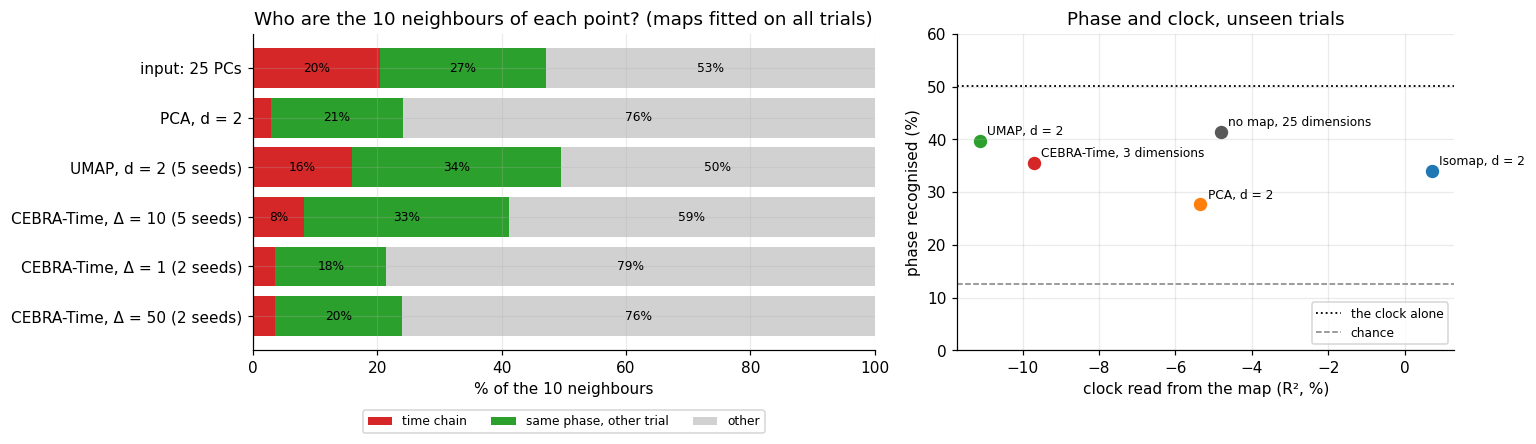 Who are the 10 neighbours of each point? (maps fitted on all trials)
input: 25 PCs
20%
27%
53%
PCA, d = 2
21%
76%
UMAP, d = 2 (5 seeds)
16%
34%
50%
CEBRA-Time, Δ = 10 (5 seeds)
8%
33%
59%
CEBRA-Time, Δ = 1 (2 seeds)
18%
79%
CEBRA-Time, Δ = 50 (2 seeds)
20%
76%
0
20
40
60
80
100
% of the 10 neighbours
time chain
same phase, other trial
other
Phase and clock, unseen trials
phase recognised (%)
60
50
40
30
20
10
0
UMAP, d = 2
CEBRA-Time, 3 dimensions
no map, 25 dimensions
PCA, d = 2
Isomap, d = 2
the clock alone
chance
−10
−8
−6
−4
−2
0
clock read from the map (R², %)